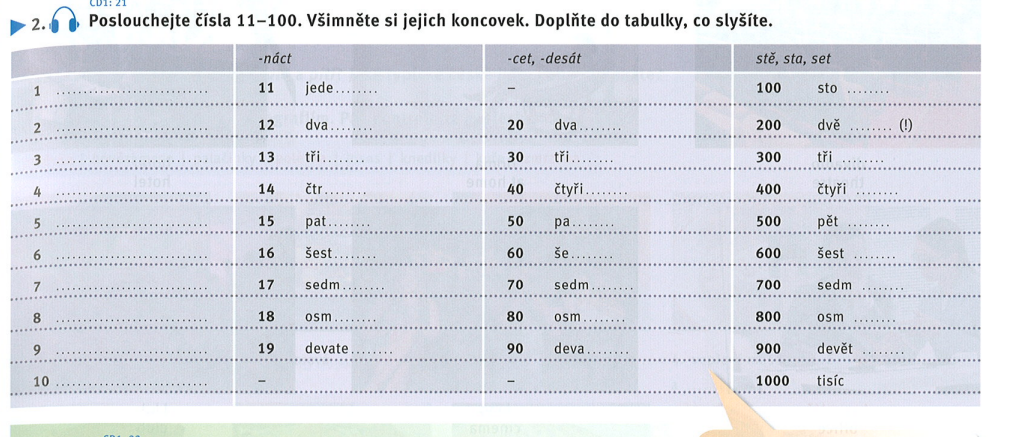 CD1: 21
2. Poslouchejte čísla 11–100. Všimněte si jejich koncovek. Doplňte do tabulky, co slyšíte.
-náct -cet, -desát stě, sta, set
1 ........................... 11 jede........ – 100 sto ........
2 ........................... 12 dva........ 20 dva........ 200 dvě ........ (!)
3 ........................... 13 tři........ 30 tři........ 300 tři ........
4 ........................... 14 čtr........ 40 čtyři........ 400 čtyři ........
5 ........................... 15 pat........ 50 pa........ 500 pět ........
6 ........................... 16 šest........ 60 še........ 600 šest ........
7 ........................... 17 sedm........ 70 sedm........ 700 sedm ........
8 ........................... 18 osm........ 80 osm........ 800 osm ........
9 ........................... 19 devate........ 90 deva........ 900 devět ........
10 ........................... – – 1000 tisíc